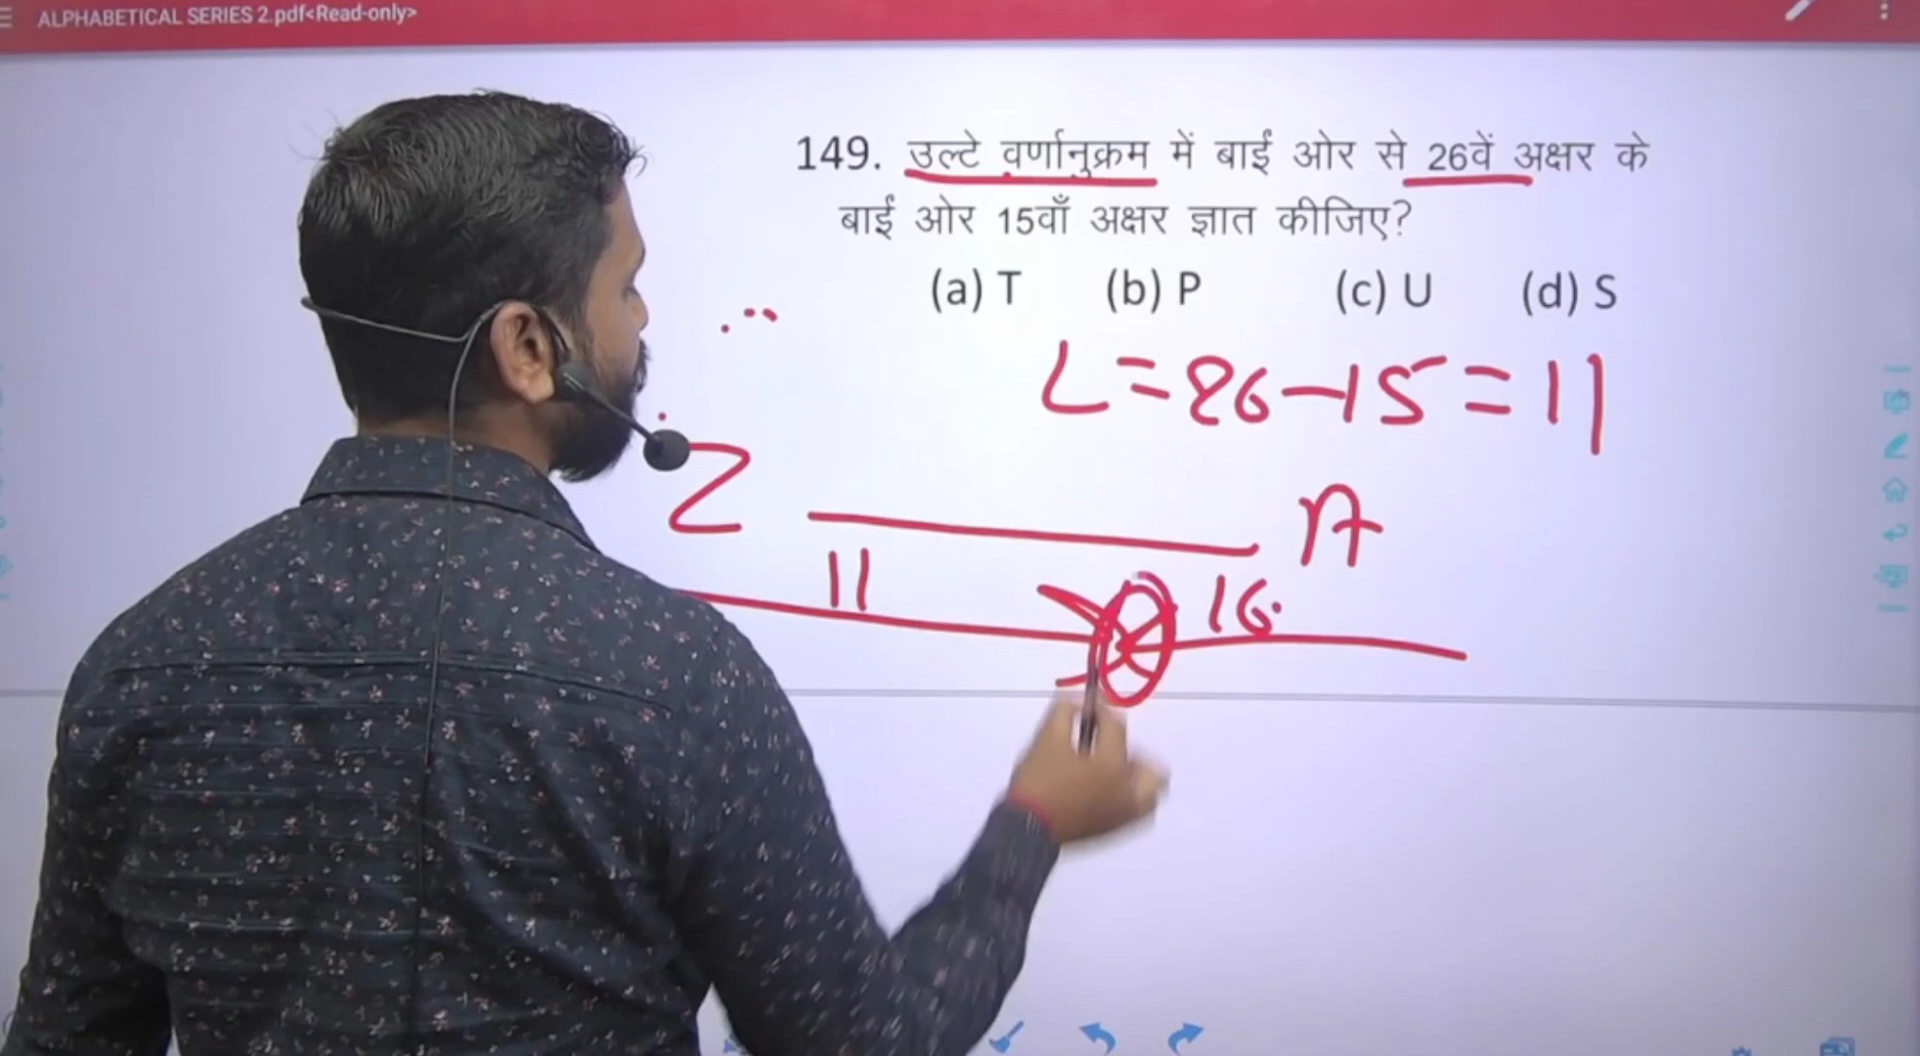 ALPHABETICAL SERIES 2.pdf<Read-only>
149. उल्टे वर्णानुक्रम में बाईं ओर से 26वें अक्षर के
बाईं ओर 15वाँ अक्षर ज्ञात कीजिए?
(a) T (b) P (c) U (d) S
L = 26 - 15 = 11
Z A
11 16